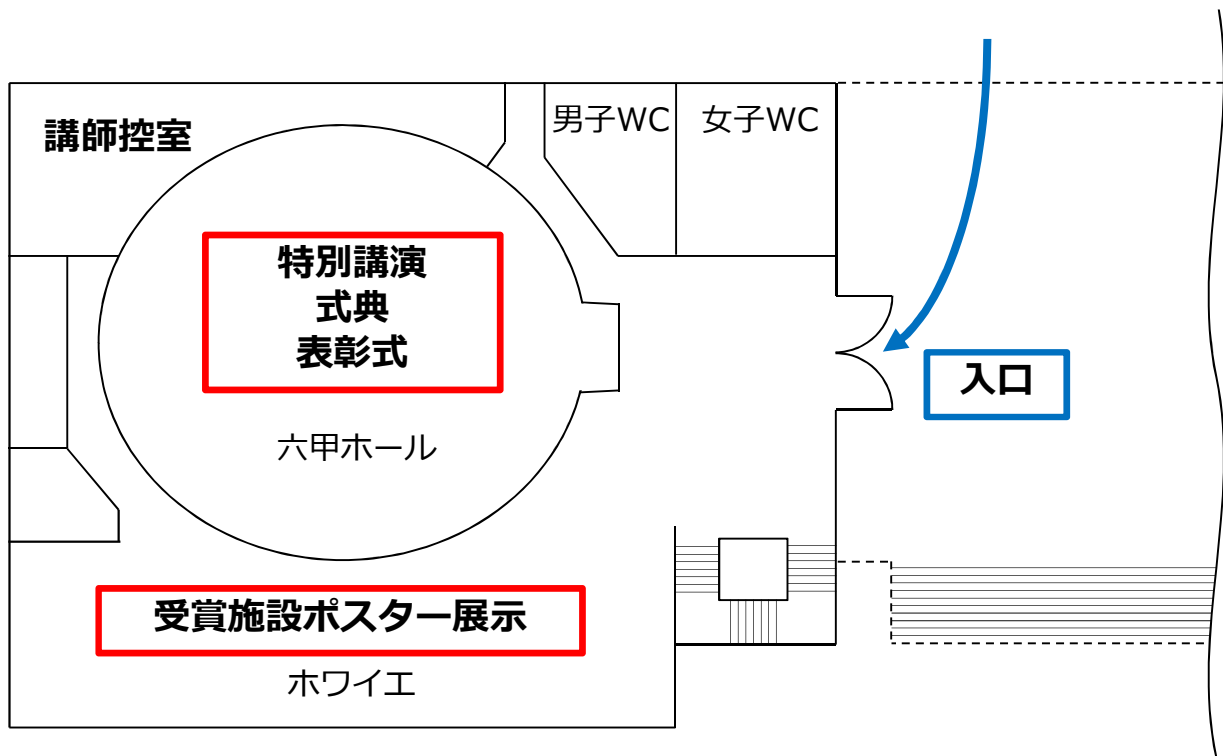 講師控室
男子WC
女子WC
特別講演
式典
表彰式
入口
六甲ホール
受賞施設ポスター展示
ホワイエ